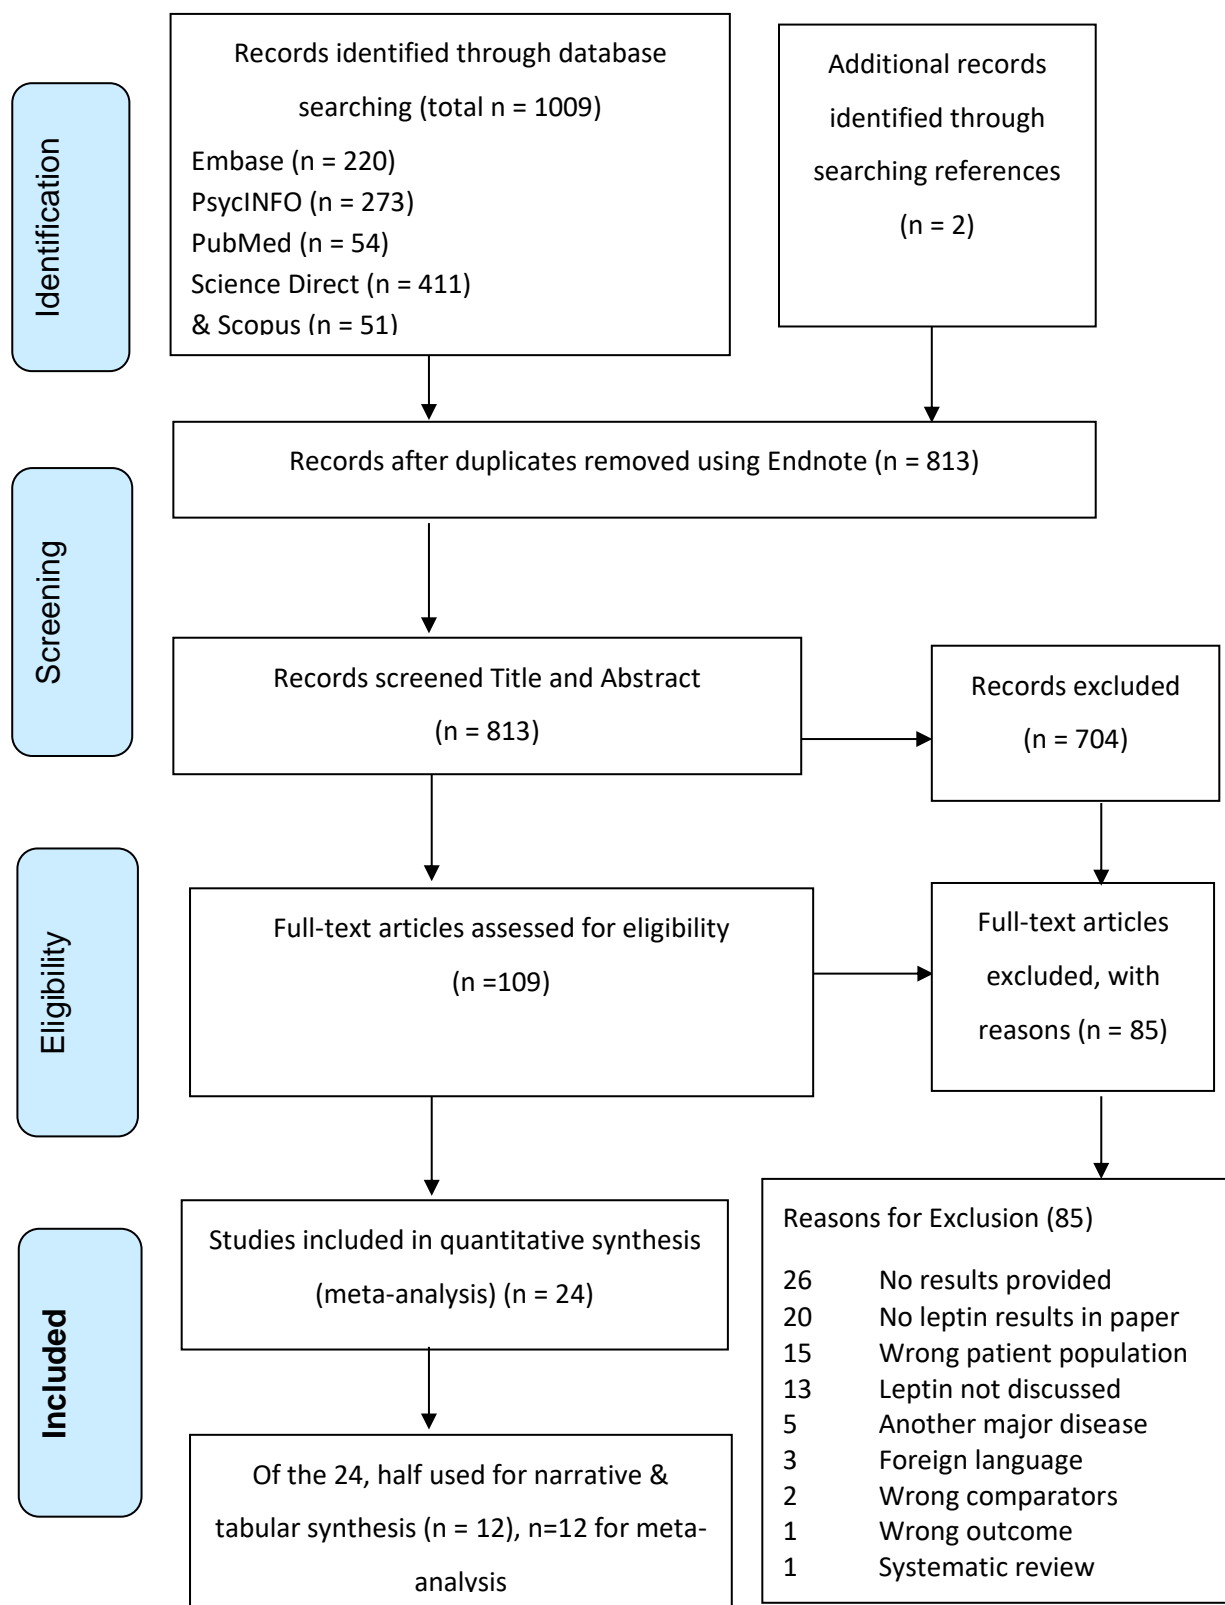 Identification
Records identified through database
searching (total n = 1009)
Embase (n = 220)
PsycINFO (n = 273)
PubMed (n = 54)
Science Direct (n = 411)
& Scopus (n = 51)
Additional records
identified through
searching references
(n = 2)
Records after duplicates removed using Endnote (n = 813)
Screening
Records screened Title and Abstract
(n = 813)
Records excluded
(n = 704)
Eligibility
Full-text articles assessed for eligibility
(n =109)
Full-text articles
excluded, with
reasons (n = 85)
Included
Studies included in quantitative synthesis
(meta-analysis) (n = 24)
Of the 24, half used for narrative &
tabular synthesis (n = 12), n=12 for meta-
analysis
Reasons for Exclusion (85)
26 No results provided
20 No leptin results in paper
15 Wrong patient population
13 Leptin not discussed
5 Another major disease
3 Foreign language
2 Wrong comparators
1 Wrong outcome
1 Systematic review